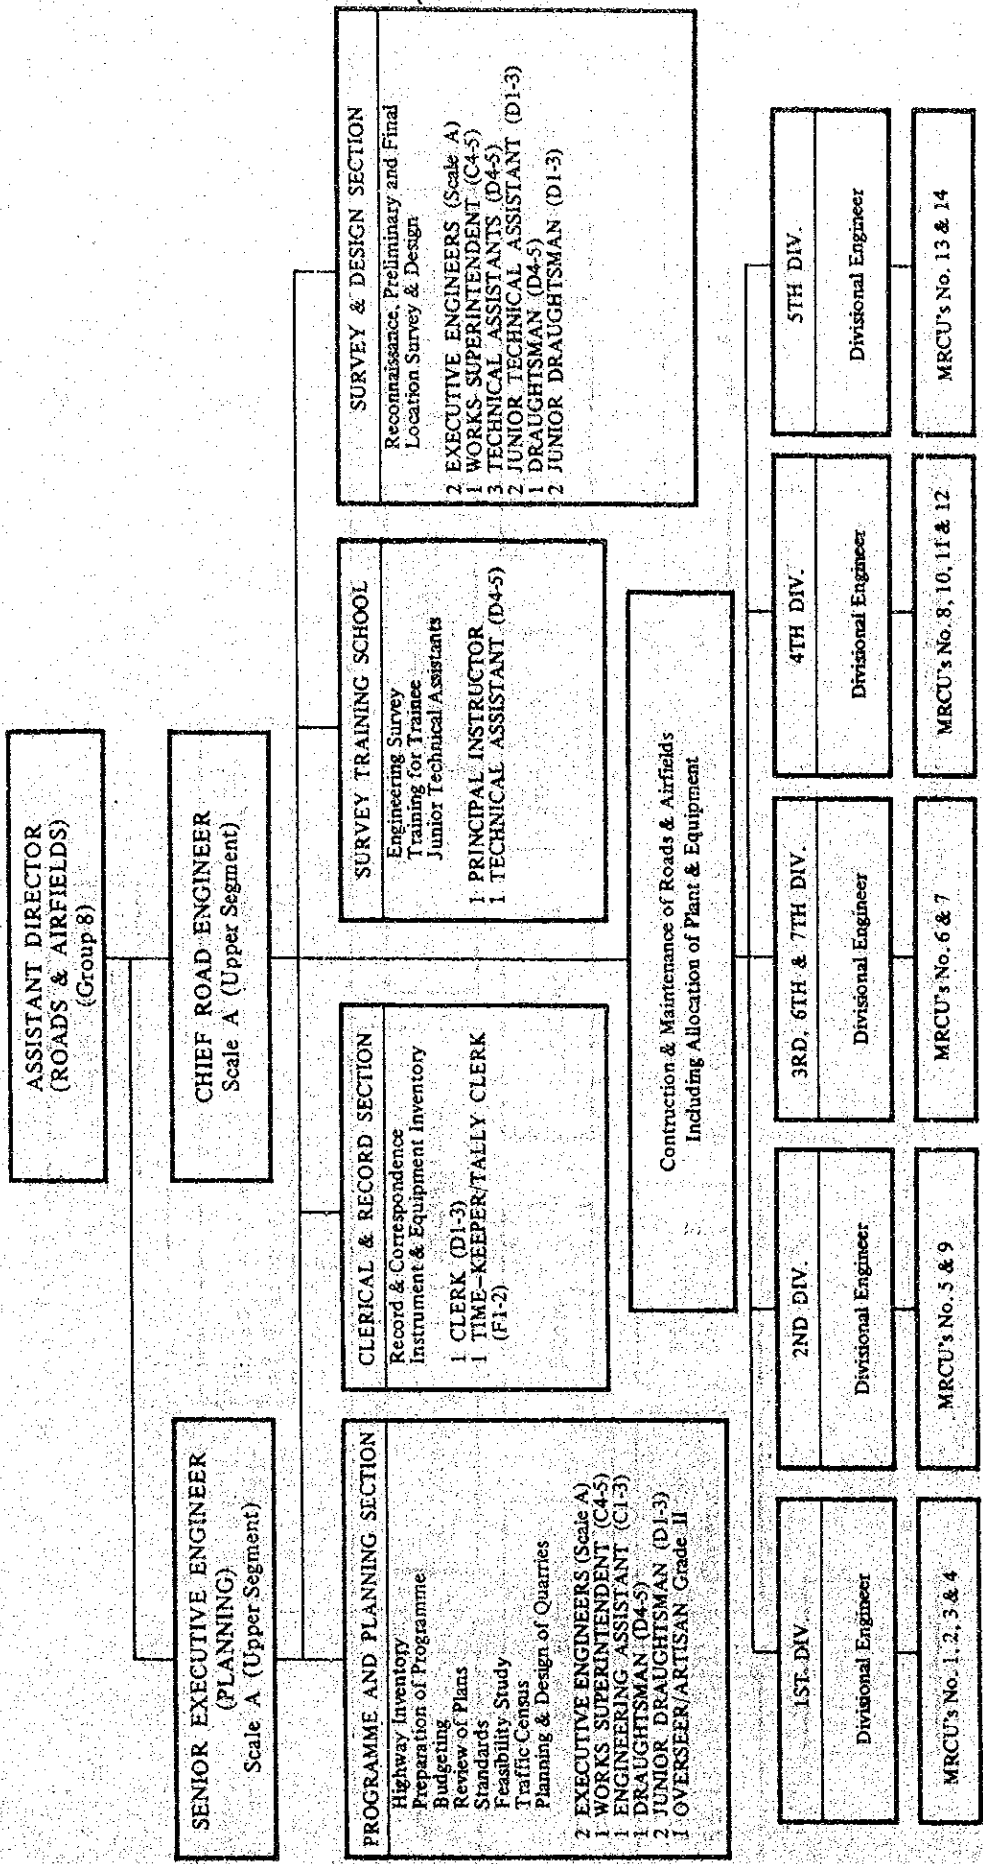 ASSISTANT DIRECTOR
(ROADS & AIRFIELDS)
(Group 8)
SENIOR EXECUTIVE ENGINEER
(PLANNING)
Scale A (Upper Segment)
CHIEF ROAD ENGINEER
Scale A (Upper Segment)
PROGRAMME AND PLANNING SECTION
Highway Inventory
Preparation of Programme
Budgeting
Review of Plans
Standards
Feasibility Study
Traffic Census
Planning & Design of Quarries
2 EXECUTIVE ENGINEERS (Scale A)
1 WORKS SUPERINTENDENT (C4-5)
1 ENGINEERING ASSISTANT (C1-3)
1 DRAUGHTSMAN (D4-5)
2 JUNIOR DRAUGHTSMAN (D1-3)
1 OVERSEER/ARTISAN Grade II
CLERICAL & RECORD SECTION
Record & Correspondence
Instrument & Equipment Inventory
1 CLERK (D1-3)
1 TIME-KEEPER/TALLY CLERK
(F1-2)
SURVEY TRAINING SCHOOL
Engineering Survey
Training for Trainee
Junior Technical Assistants
1 PRINCIPAL INSTRUCTOR
1 TECHNICAL ASSISTANT (D4-5)
SURVEY & DESIGN SECTION
Reconnaissance, Preliminary and Final
Location Survey & Design
2 EXECUTIVE ENGINEERS (Scale A)
1 WORKS SUPERINTENDENT (C4-5)
3 TECHNICAL ASSISTANTS (D4-5)
2 JUNIOR TECHNICAL ASSISTANT (D1-3)
1 DRAUGHTSMAN (D4-5)
2 JUNIOR DRAUGHTSMAN (D1-3)
Contruction & Maintenance of Roads & Airfields
Including Allocation of Plant & Equipment
1ST. DIV.
Divisional Engineer
MRCU's No. 1, 2, 3 & 4
2ND DIV.
Divisional Engineer
MRCU's No. 5 & 9
3RD, 6TH & 7TH DIV.
Divisional Engineer
MRCU's No. 6 & 7
4TH DIV.
Divisional Engineer
MRCU's No. 8, 10, 11 & 12
5TH DIV.
Divisional Engineer
MRCU's No. 13 & 14